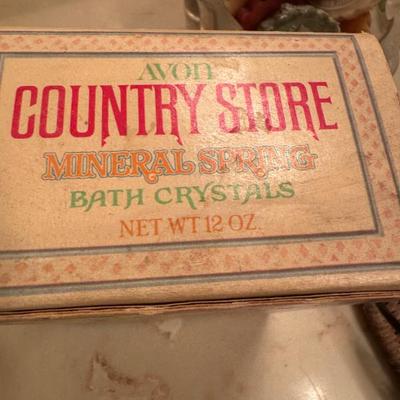 AVON
COUNTRY STORE
MINERAL SPRING
BATH CRYSTALS
NET WT 12 OZ.